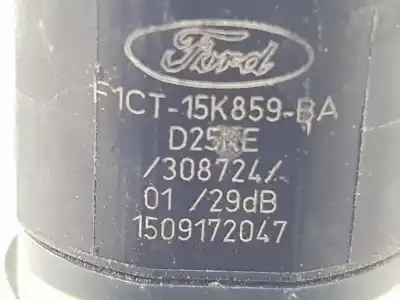 Ford
F1CT-15K859-BA
D25KE
/308724/
01 /29dB
1509172047